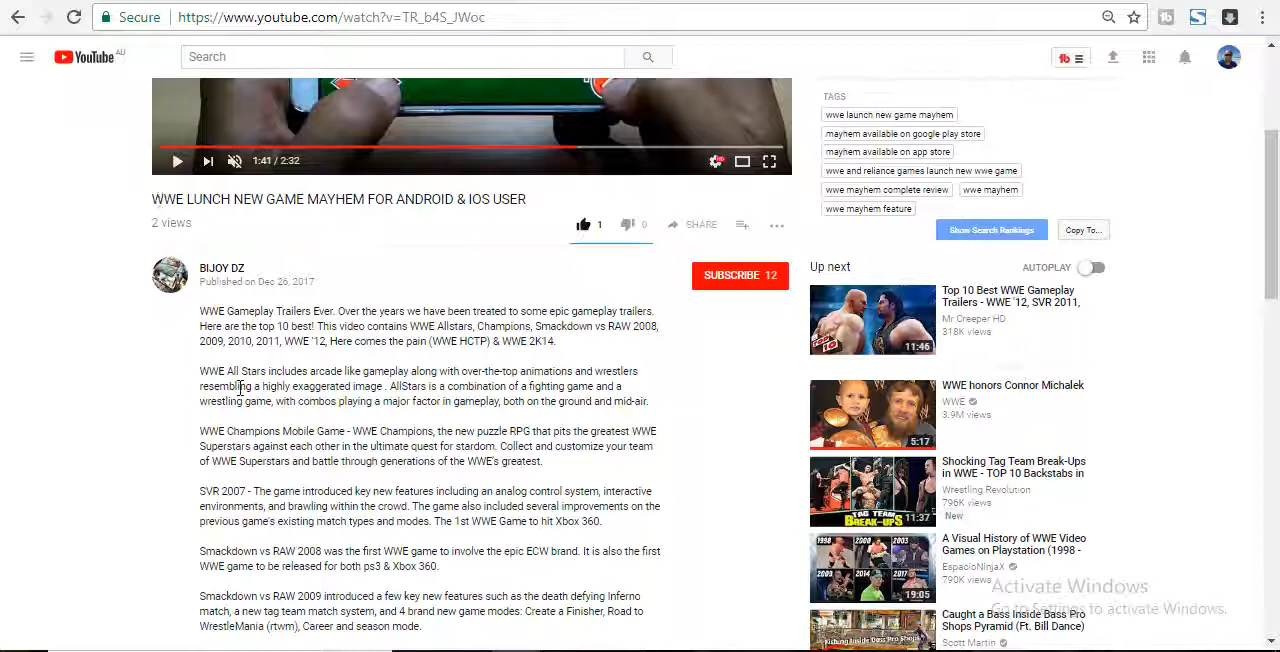 Secure
https://www.youtube.com/watch?v=TR_b4S_JWoc
YouTube AU
Search
1:41 / 2:32
WWE LUNCH NEW GAME MAYHEM FOR ANDROID & IOS USER
2 views
1
0
SHARE
BIJOY DZ
Published on Dec 26, 2017
SUBSCRIBE 12
WWE Gameplay Trailers Ever. Over the years we have been treated to some epic gameplay trailers.
Here are the top 10 best! This video contains WWE Allstars, Champions, Smackdown vs RAW 2008,
2009, 2010, 2011, WWE '12, Here comes the pain (WWE HCTP) & WWE 2K14.
WWE All Stars includes arcade like gameplay along with over-the-top animations and wrestlers
resembling a highly exaggerated image . AllStars is a combination of a fighting game and a
wrestling game, with combos playing a major factor in gameplay, both on the ground and mid-air.
WWE Champions Mobile Game - WWE Champions, the new puzzle RPG that pits the greatest WWE
Superstars against each other in the ultimate quest for stardom. Collect and customize your team
of WWE Superstars and battle through generations of the WWE's greatest.
SVR 2007 - The game introduced key new features including an analog control system, interactive
environments, and brawling within the crowd. The game also included several improvements on the
previous game's existing match types and modes. The 1st WWE Game to hit Xbox 360.
Smackdown vs RAW 2008 was the first WWE game to involve the epic ECW brand. It is also the first
WWE game to be released for both ps3 & Xbox 360.
Smackdown vs RAW 2009 introduced a few key new features such as the death defying Inferno
match, a new tag team match system, and 4 brand new game modes: Create a Finisher, Road to
WrestleMania (rtwm), Career and season mode.
TAGS
wwe launch new game mayhem
mayhem available on google play store
mayhem available on app store
wwe and reliance games launch new wwe game
wwe mayhem complete review
wwe mayhem
wwe mayhem feature
Show Search Rankings
Copy To...
Up next
AUTOPLAY
TOP 10
11:46
Top 10 Best WWE Gameplay
Trailers - WWE '12, SVR 2011,
Mr Creeper HD
318K views
5:17
WWE honors Connor Michalek
WWE
3.9M views
TAG TEAM
BREAK-UPS
11:37
Shocking Tag Team Break-Ups
in WWE - TOP 10 Backstabs in
Wrestling Revolution
796K views
New
1998
2000
2003
2009
2014
2017
19:05
A Visual History of WWE Video
Games on Playstation (1998 -
EspacioNinjaX
790K views
Fishing Inside Bass Pro Shops
Caught a Bass Inside Bass Pro
Shops Pyramid (Ft. Bill Dance)
Scott Martin
Activate Windows
Go to Settings to activate Windows.